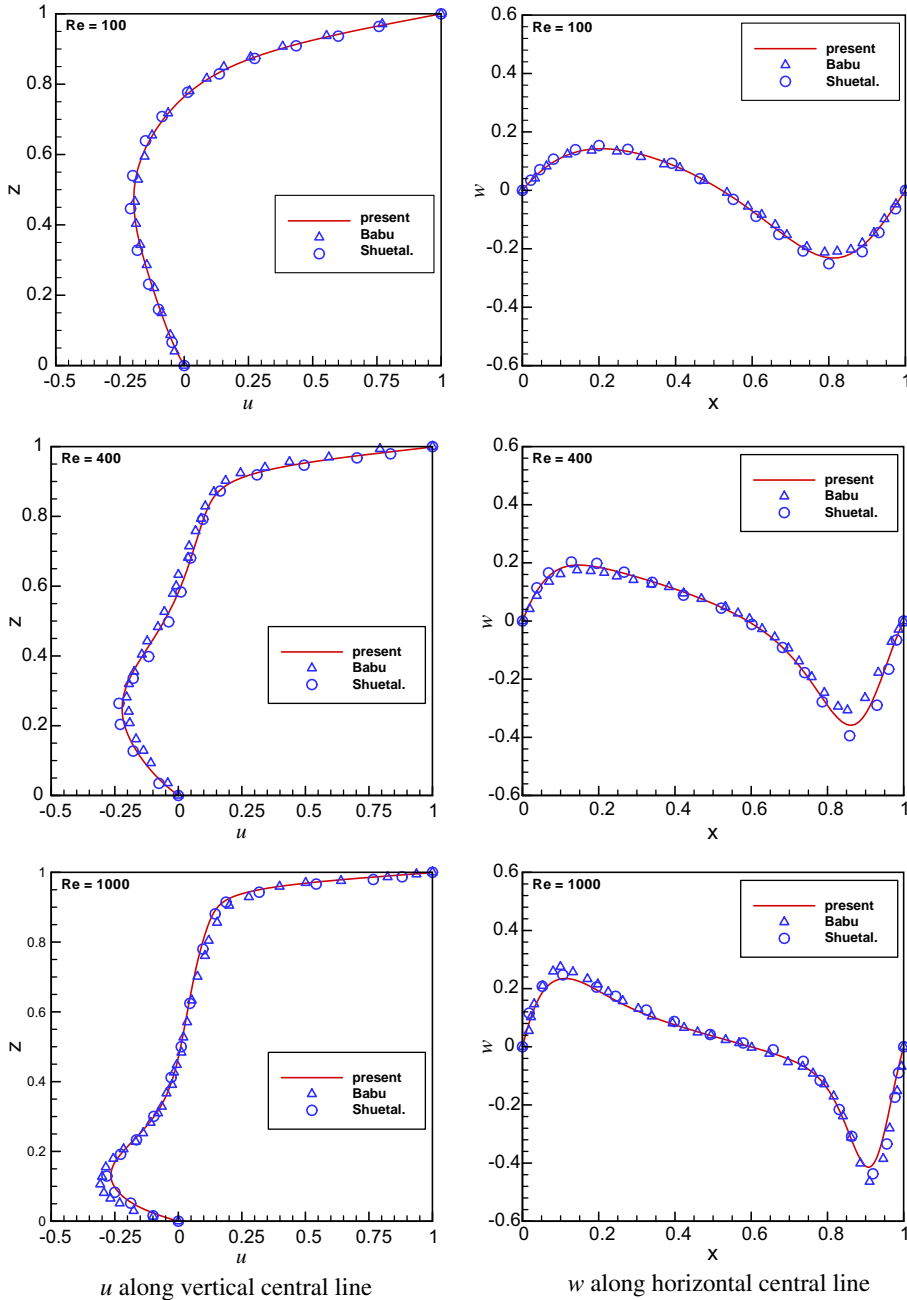 Re = 100
z
1
0.8
0.6
0.4
0.2
0
present
Babu
Shuetal.
-0.5 -0.25 0 0.25 0.5 0.75 1
u
Re = 100
w
0.6
0.4
0.2
0
-0.2
-0.4
-0.6
present
Babu
Shuetal.
0 0.2 0.4 0.6 0.8 1
x
Re = 400
z
1
0.8
0.6
0.4
0.2
0
present
Babu
Shuetal.
-0.5 -0.25 0 0.25 0.5 0.75 1
u
Re = 400
w
0.6
0.4
0.2
0
-0.2
-0.4
-0.6
present
Babu
Shuetal.
0 0.2 0.4 0.6 0.8 1
x
Re = 1000
z
1
0.8
0.6
0.4
0.2
0
present
Babu
Shuetal.
-0.5 -0.25 0 0.25 0.5 0.75 1
u
Re = 1000
w
0.6
0.4
0.2
0
-0.2
-0.4
-0.6
present
Babu
Shuetal.
0 0.2 0.4 0.6 0.8 1
x
u along vertical central line
w along horizontal central line